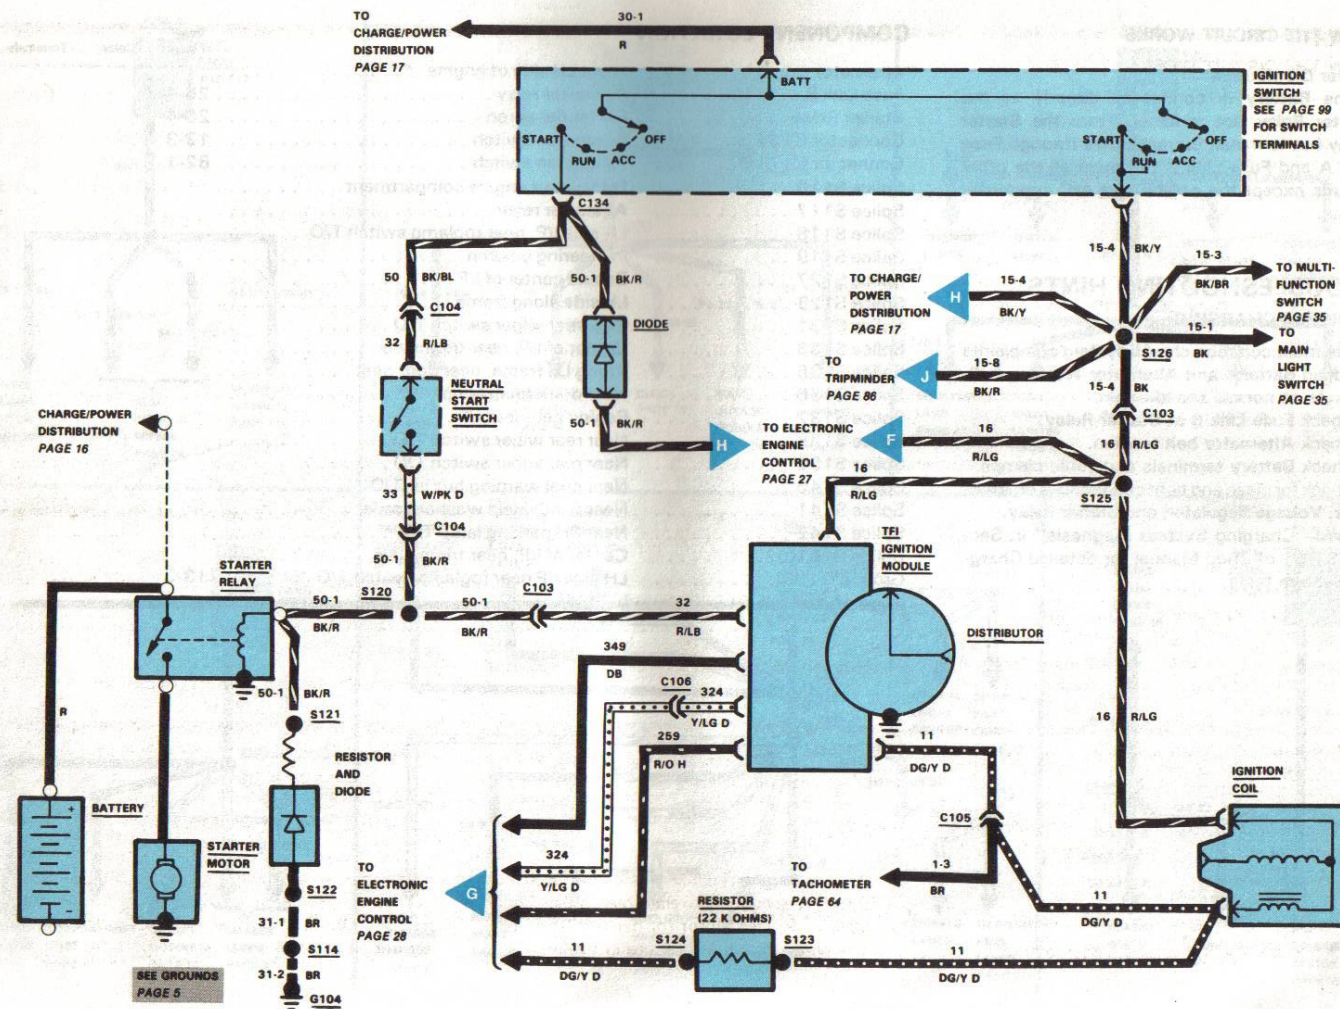 TO
CHARGE/POWER
DISTRIBUTION
PAGE 17
30-1
R
BATT
IGNITION
SWITCH
SEE PAGE 99
FOR SWITCH
TERMINALS
START
OFF
RUN
ACC
START
OFF
RUN
ACC
C134
50
BK/BL
50-1
BK/R
C104
32
R/LB
DIODE
NEUTRAL
START
SWITCH
50-1
BK/R
H
33
W/PK D
C104
50-1
BK/R
15-4
BK/Y
15-3
BK/BR
TO MULTI-
FUNCTION
SWITCH
PAGE 35
TO CHARGE/
POWER
DISTRIBUTION
PAGE 17
H
15-4
BK/Y
15-1
BK
TO
MAIN
LIGHT
SWITCH
PAGE 35
S126
TO
TRIPMINDER
PAGE 86
J
15-8
BK/R
15-4
BK
C103
TO ELECTRONIC
ENGINE
CONTROL
PAGE 27
F
16
R/LG
16
R/LG
16
R/LG
S125
CHARGE/POWER
DISTRIBUTION
PAGE 16
STARTER
RELAY
50-1
BK/R
S120
50-1
BK/R
C103
32
R/LB
TFI
IGNITION
MODULE
DISTRIBUTOR
349
DB
C106
324
Y/LG D
259
R/O H
11
DG/Y D
R
50-1
BK/R
S121
RESISTOR
AND
DIODE
16
R/LG
IGNITION
COIL
BATTERY
+
-
STARTER
MOTOR
C105
1-3
BR
TO
TACHOMETER
PAGE 64
11
DG/Y D
TO
ELECTRONIC
ENGINE
CONTROL
PAGE 28
G
324
Y/LG D
S122
31-1
BR
S114
31-2
BR
G104
RESISTOR
(22 K OHMS)
S124
S123
11
DG/Y D
11
DG/Y D
SEE GROUNDS
PAGE 5